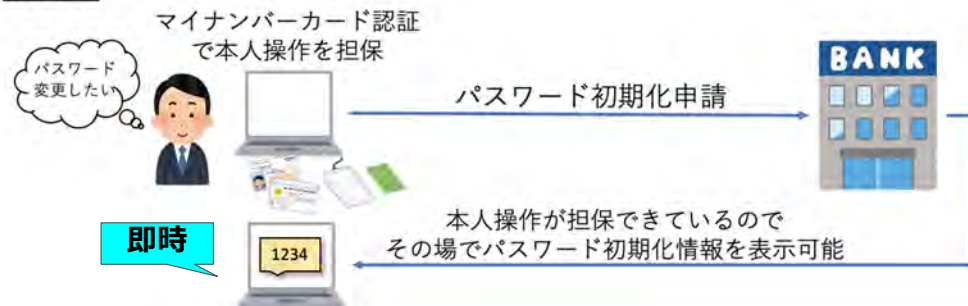 マイナンバーカード認証
で本人操作を担保
パスワード
変更したい
BANK
パスワード初期化申請
本人操作が担保できているので
その場でパスワード初期化情報を表示可能
即時
1234